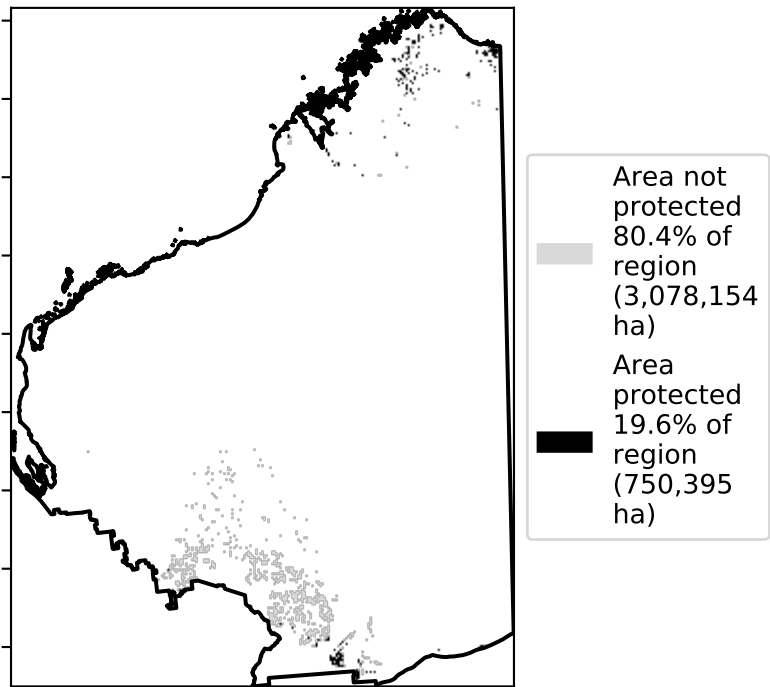 Area not
protected
80.4% of
region
(3,078,154
ha)
Area
protected
19.6% of
region
(750,395
ha)